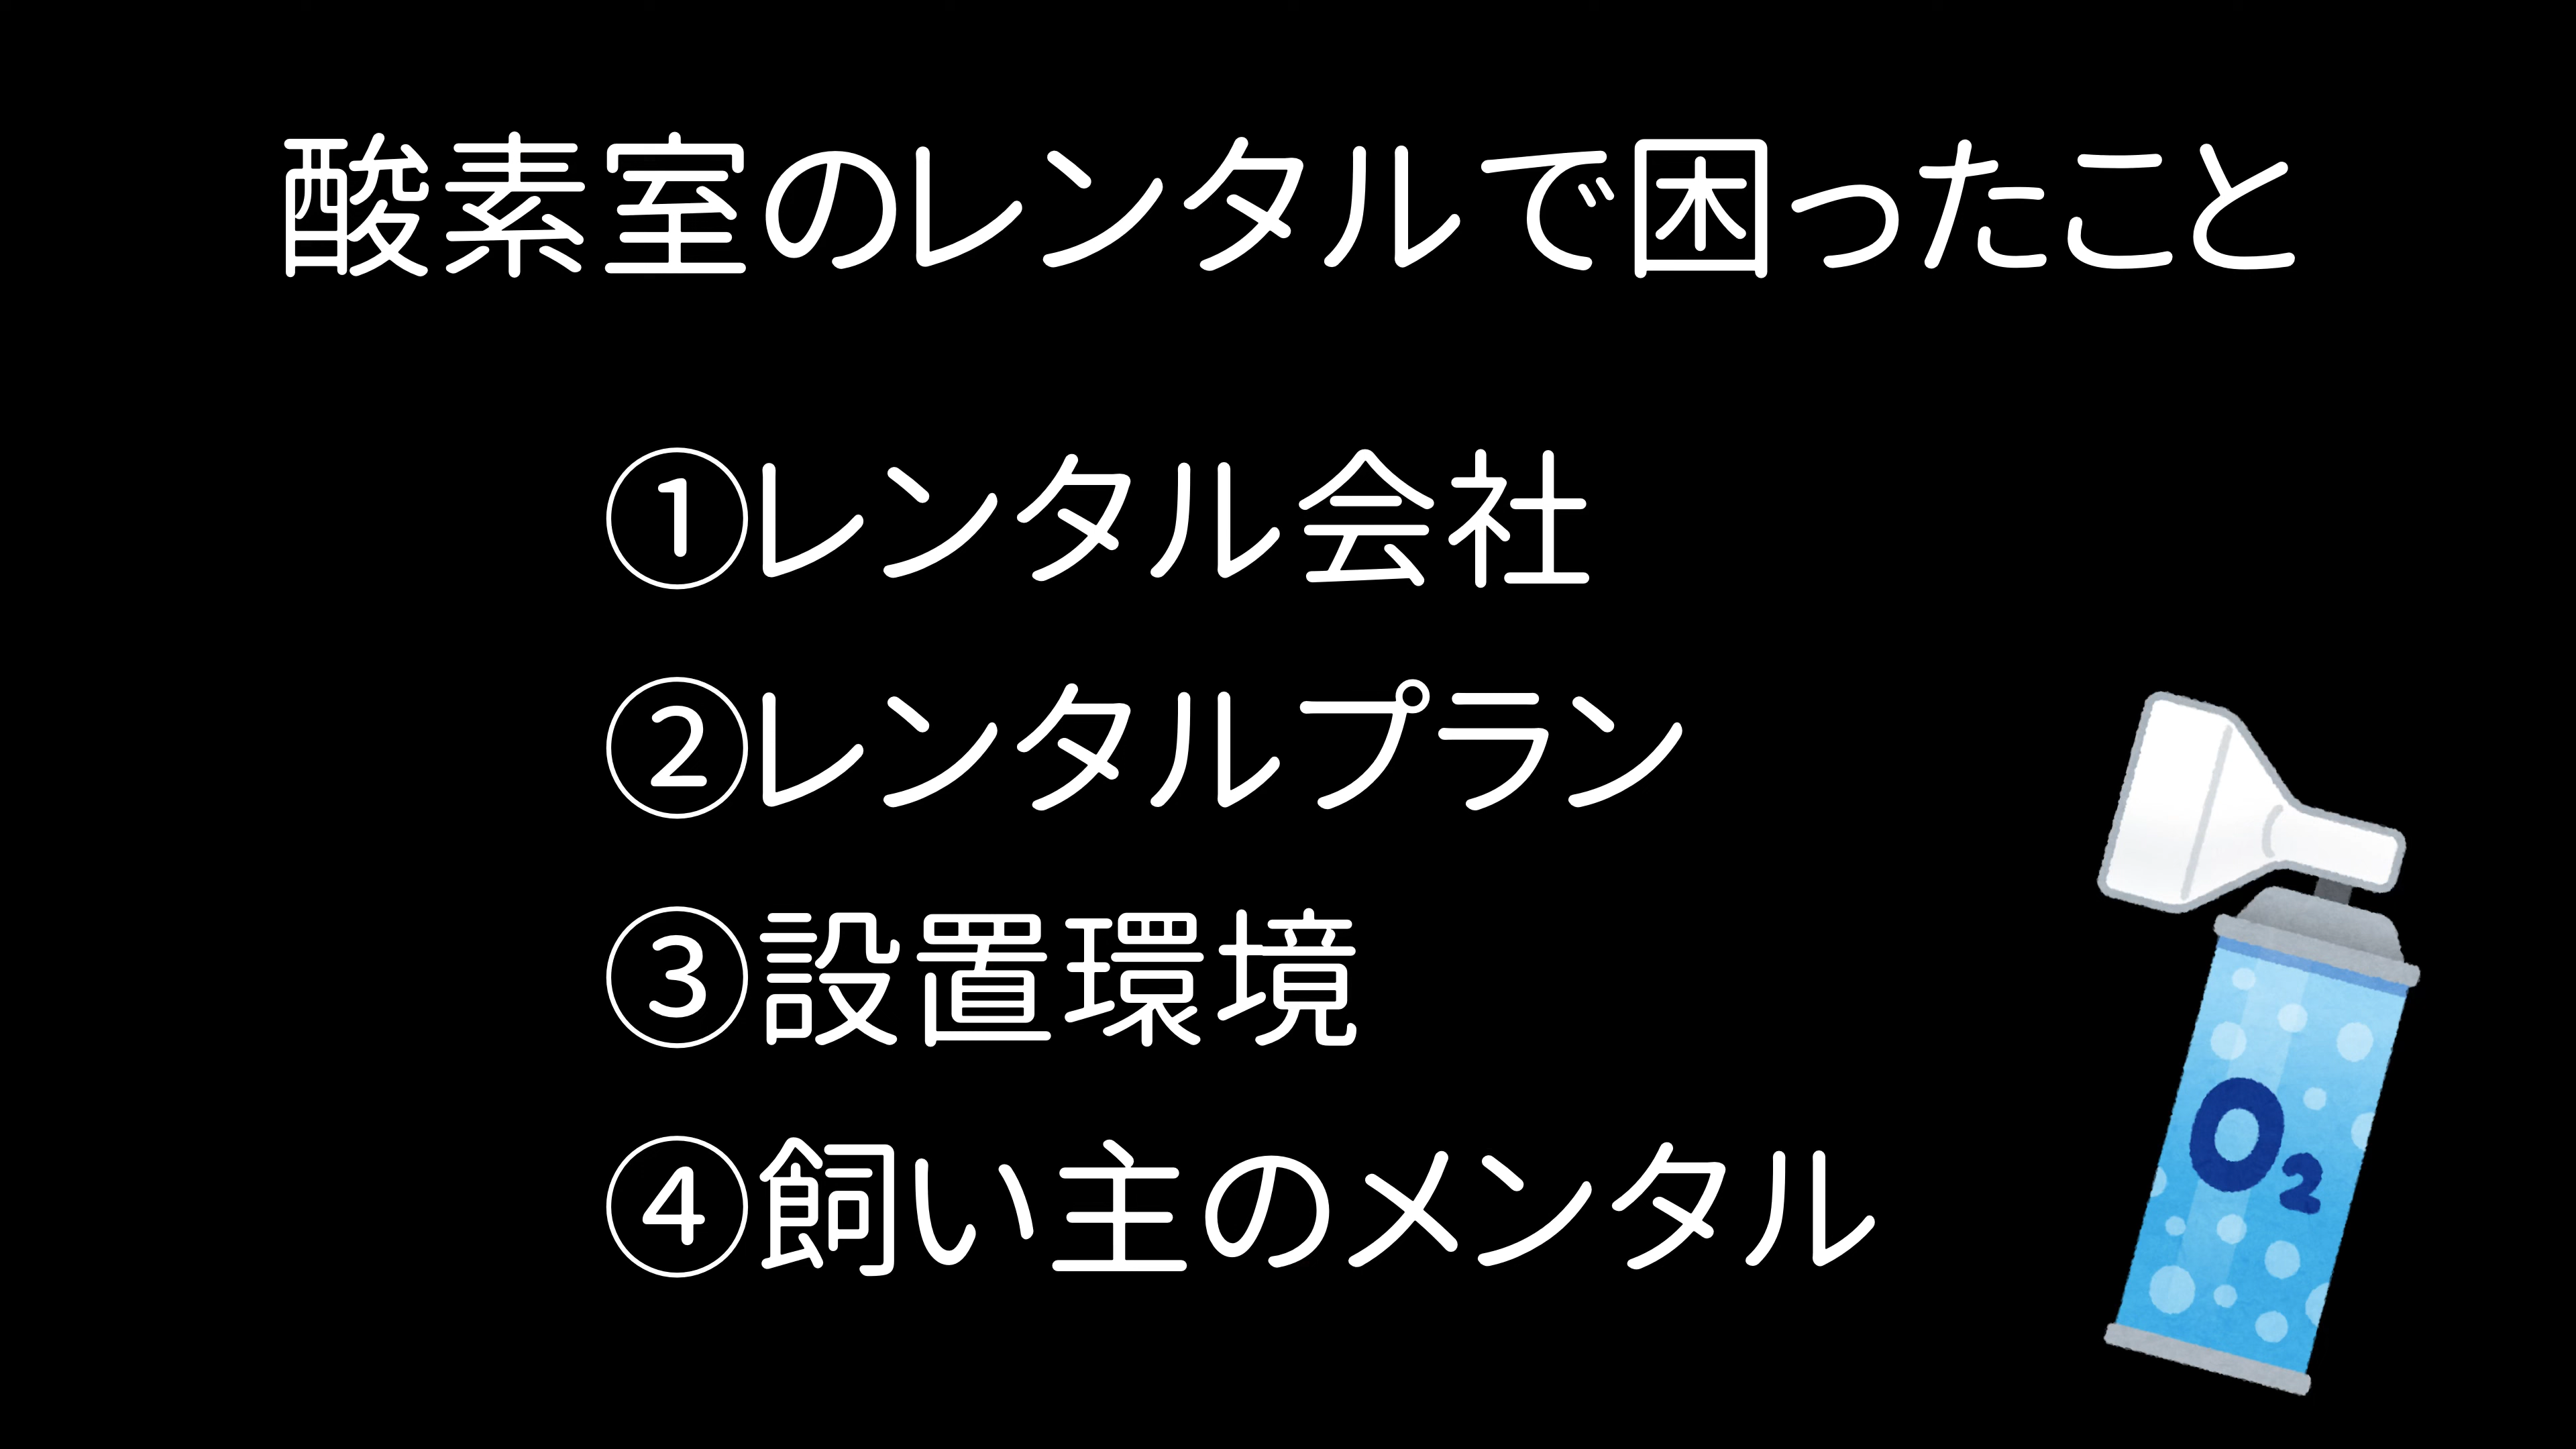 酸素室のレンタルで困ったこと
①レンタル会社
②レンタルプラン
③設置環境
④飼い主のメンタル
O₂